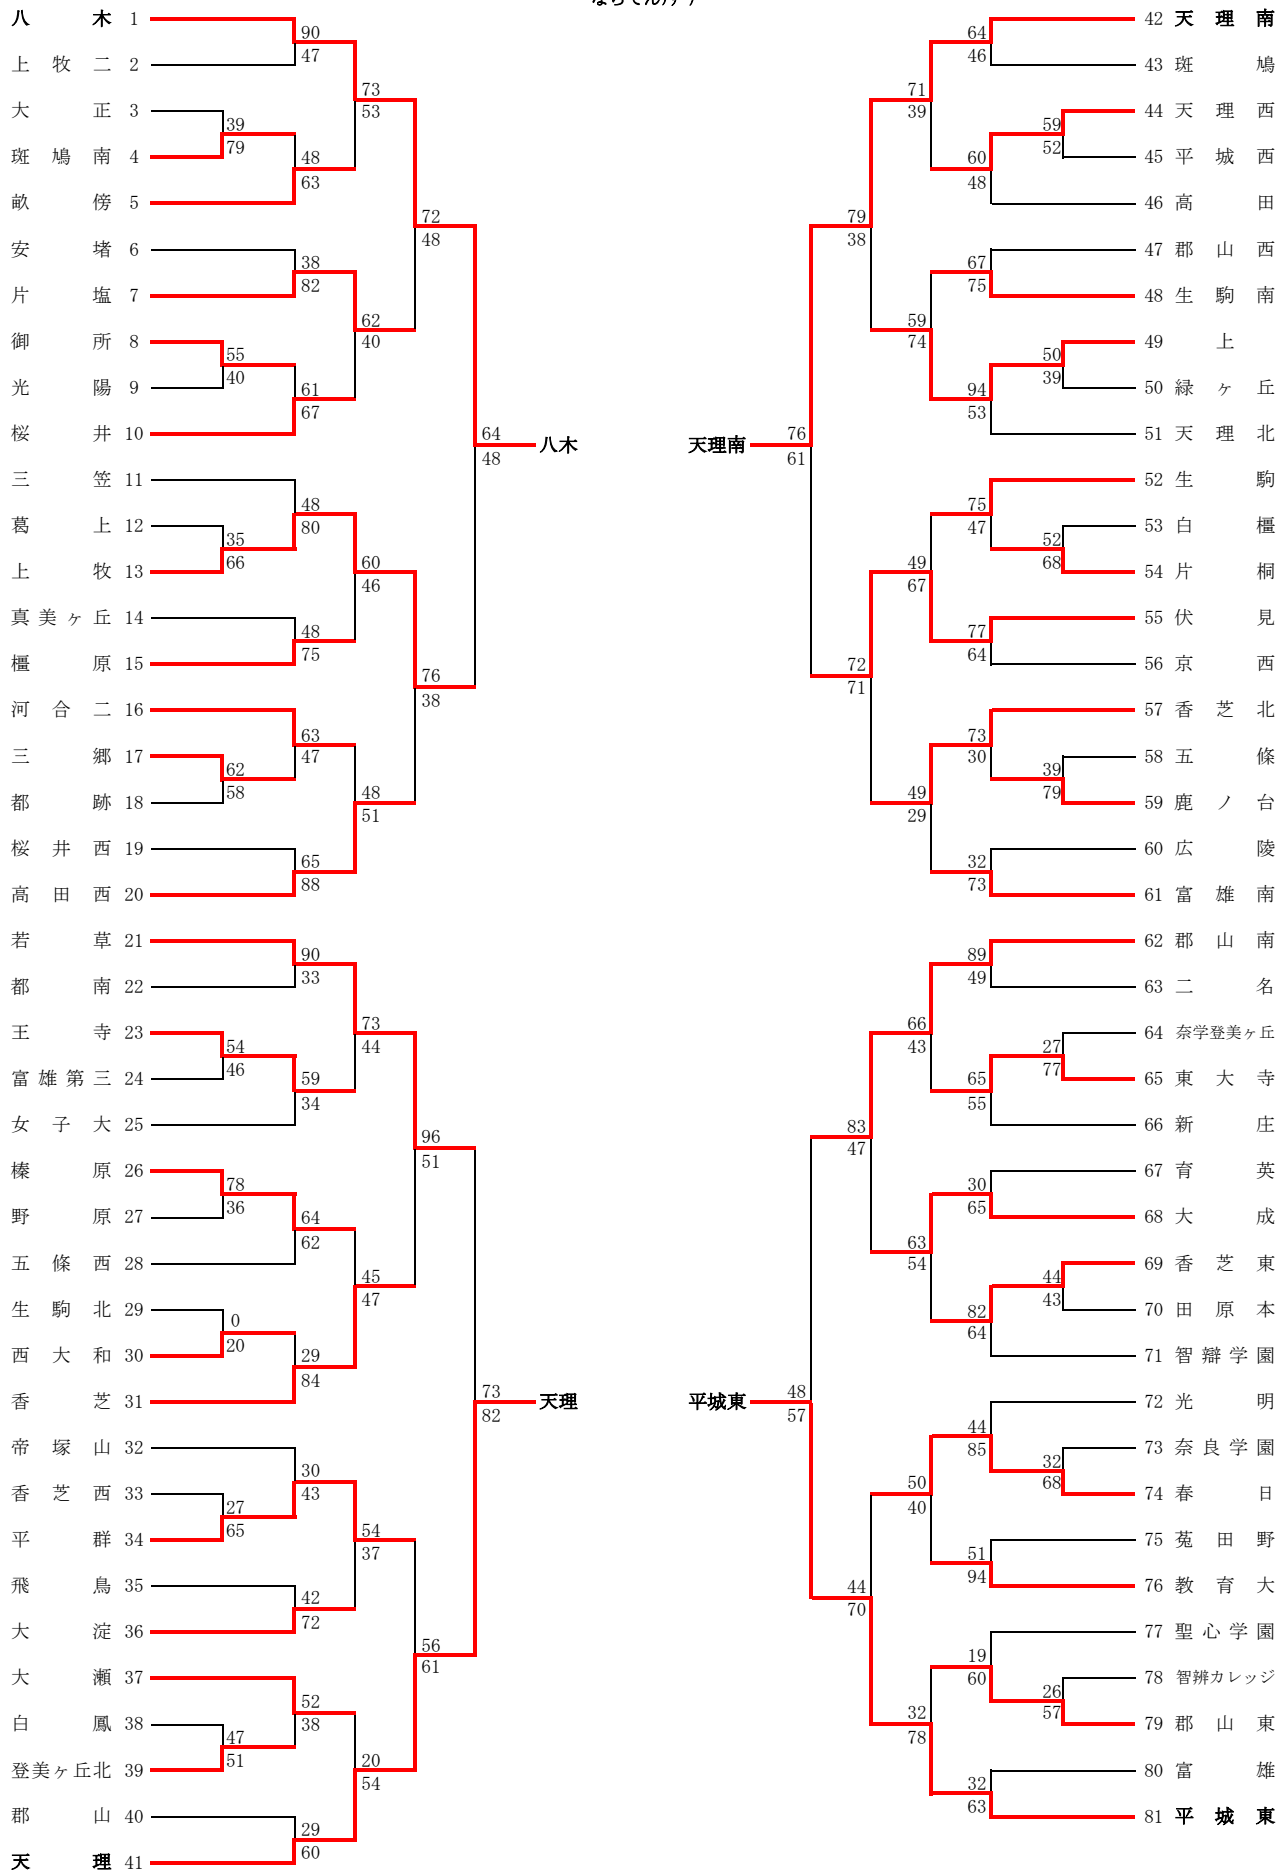 八木 1
90
47
上牧二 2
73
53
大正 3
39
79
斑鳩南 4
48
63
畝傍 5
72
48
安堵 6
38
82
片塩 7
62
40
御所 8
55
40
光陽 9
61
67
桜井 10
64
48
八木
三笠 11
48
80
葛上 12
35
66
上牧 13
60
46
真美ヶ丘 14
48
75
橿原 15
76
38
河合二 16
63
47
三郷 17
62
58
都跡 18
48
51
桜井西 19
65
88
高田西 20
若草 21
90
33
都南 22
73
44
王寺 23
54
46
富雄第三 24
59
34
女子大 25
96
51
榛原 26
78
36
野原 27
64
62
五條西 28
45
47
生駒北 29
0
20
西大和 30
29
84
香芝 31
73
82
天理
帝塚山 32
30
43
香芝西 33
27
65
平群 34
54
37
飛鳥 35
42
72
大淀 36
56
61
大瀬 37
52
38
白鳳 38
47
51
登美ヶ丘北 39
20
54
郡山 40
29
60
天理 41
42 天理南
64
46
43 斑鳩
71
39
44 天理西
59
52
45 平城西
60
48
46 高田
79
38
47 郡山西
67
75
48 生駒南
59
74
49 上
50
39
50 緑ヶ丘
94
53
51 天理北
天理南
76
61
52 生駒
75
47
53 白橿
52
68
54 片桐
49
67
55 伏見
77
64
56 京西
72
71
57 香芝北
73
30
58 五條
39
79
59 鹿ノ台
49
29
60 広陵
32
73
61 富雄南
62 郡山南
89
49
63 二名
66
43
64 奈学登美ヶ丘
27
77
65 東大寺
65
55
66 新庄
83
47
67 育英
30
65
68 大成
63
54
69 香芝東
44
43
70 田原本
82
64
71 智辯学園
平城東
48
57
72 光明
44
85
73 奈良学園
32
68
74 春日
50
40
75 菟田野
51
94
76 教育大
44
70
77 聖心学園
19
60
78 智辨カレッジ
26
57
79 郡山東
32
78
80 富雄
32
63
81 平城東